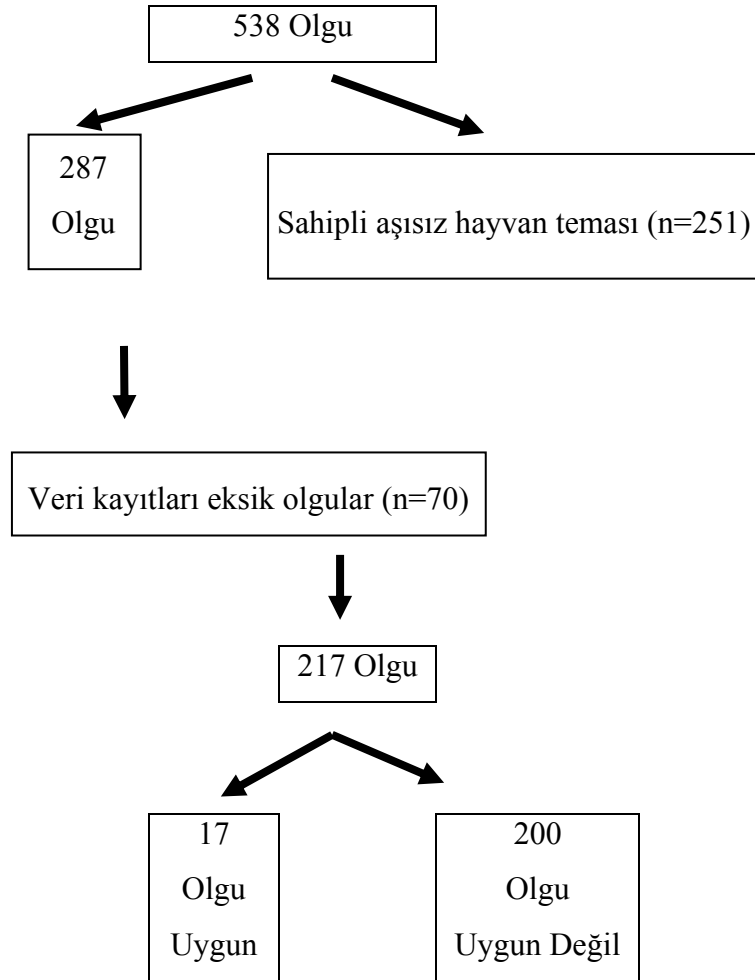 538 Olgu
287
Olgu
Sahipli aşısız hayvan teması (n=251)
Veri kayıtları eksik olgular (n=70)
217 Olgu
17
Olgu
Uygun
200
Olgu
Uygun Değil